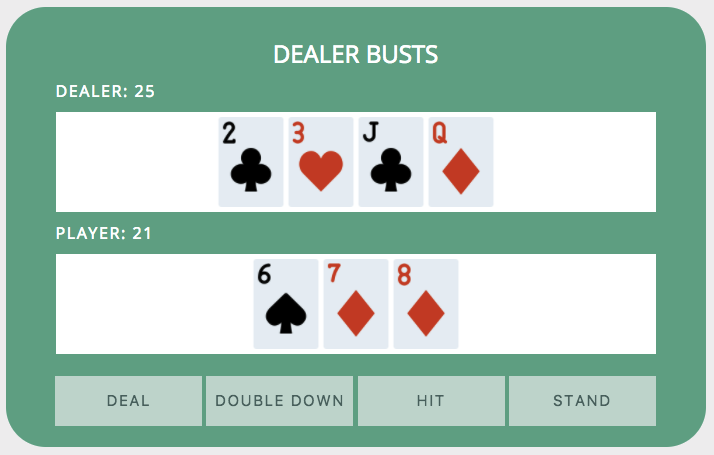 DEALER BUSTS
DEALER: 25
2 3 J Q
PLAYER: 21
6 7 8
DEAL DOUBLE DOWN HIT STAND